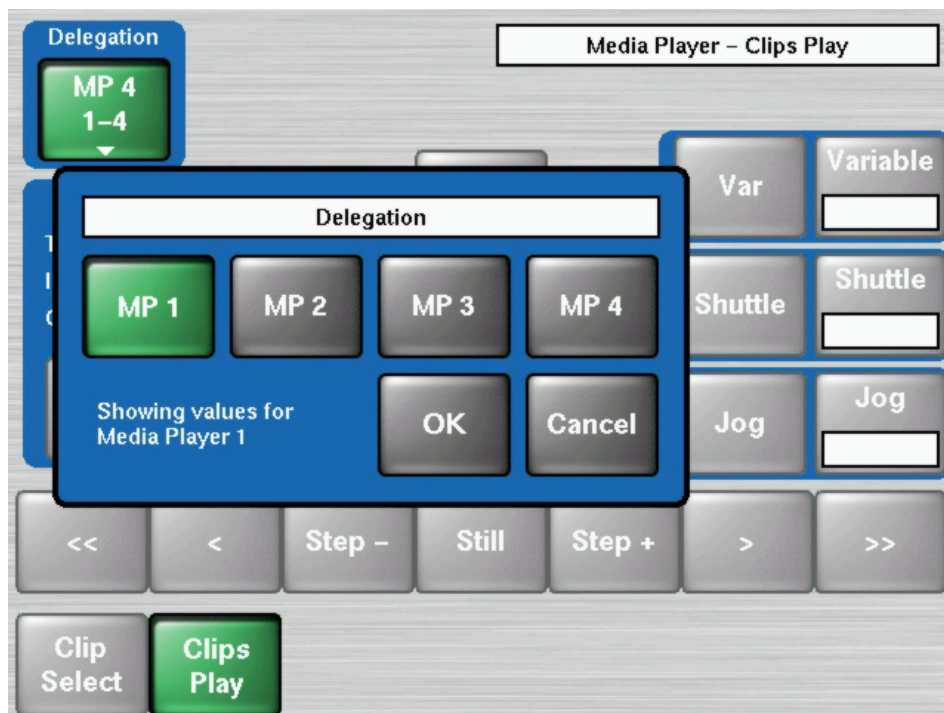 Delegation
MP 4
1–4
Media Player – Clips Play
Var
Variable
Delegation
MP 1
MP 2
MP 3
MP 4
Shuttle
Shuttle
Showing values for
Media Player 1
OK
Cancel
Jog
Jog
<<
<
Step –
Still
Step +
>
>>
Clip
Select
Clips
Play